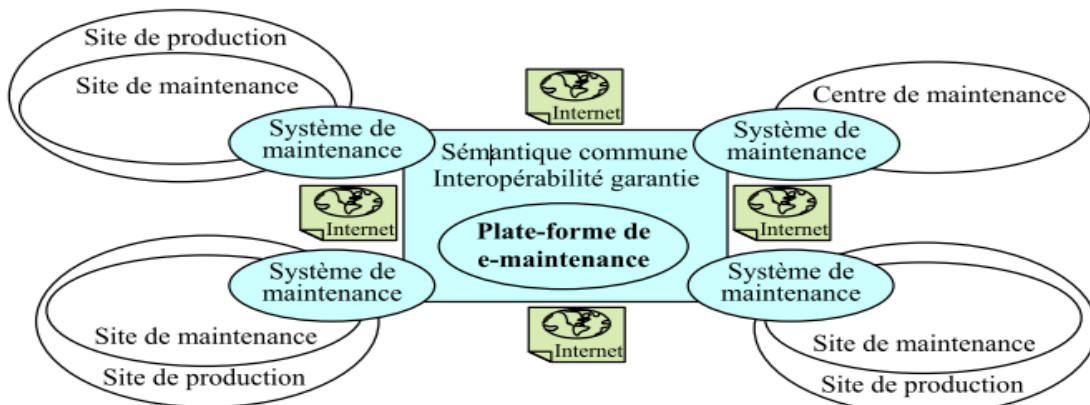 Site de production
Site de maintenance
Système de
maintenance
Internet
Centre de maintenance
Système de
maintenance
Sémantique commune
Interopérabilité garantie
Internet
Internet
Plate-forme de
e-maintenance
Système de
maintenance
Site de maintenance
Site de production
Internet
Système de
maintenance
Site de maintenance
Site de production